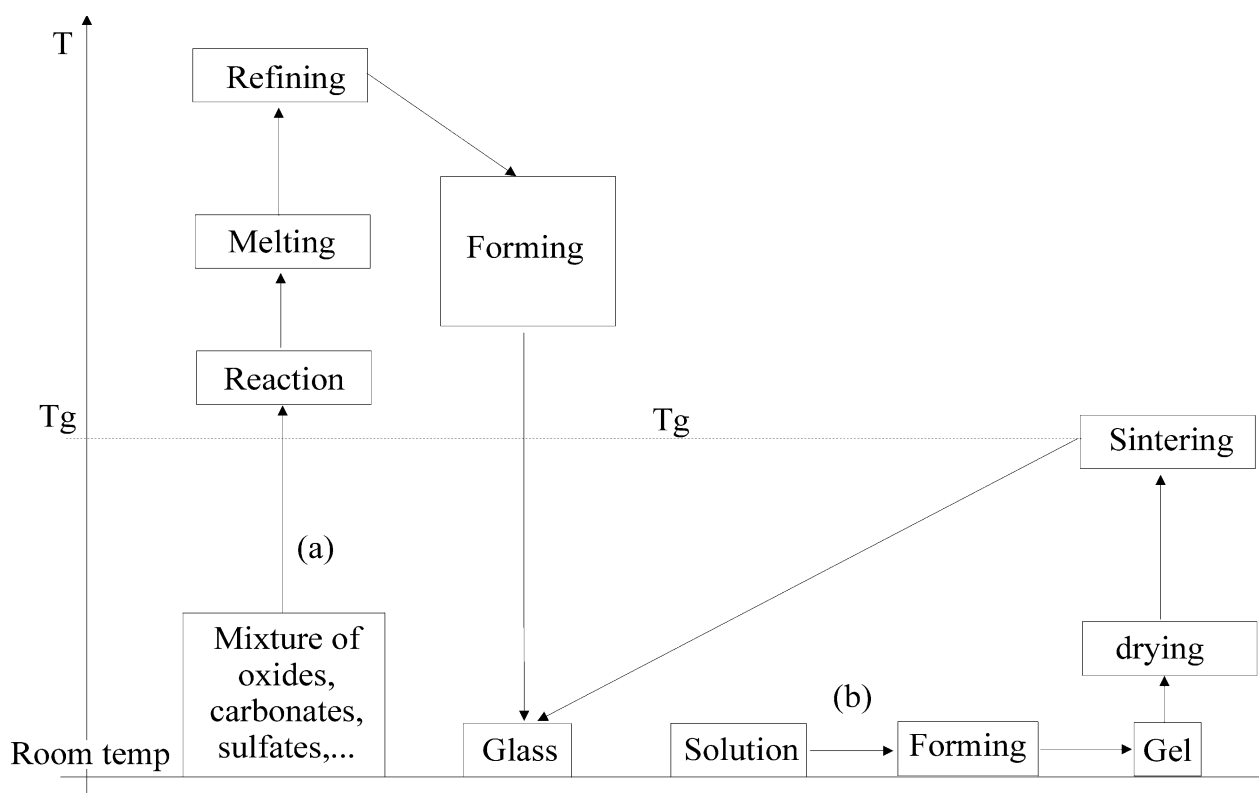 T
Refining
Melting
Forming
Reaction
Tg
Tg
Sintering
(a)
Mixture of
oxides,
carbonates,
sulfates,...
drying
(b)
Room temp
Glass
Solution
Forming
Gel